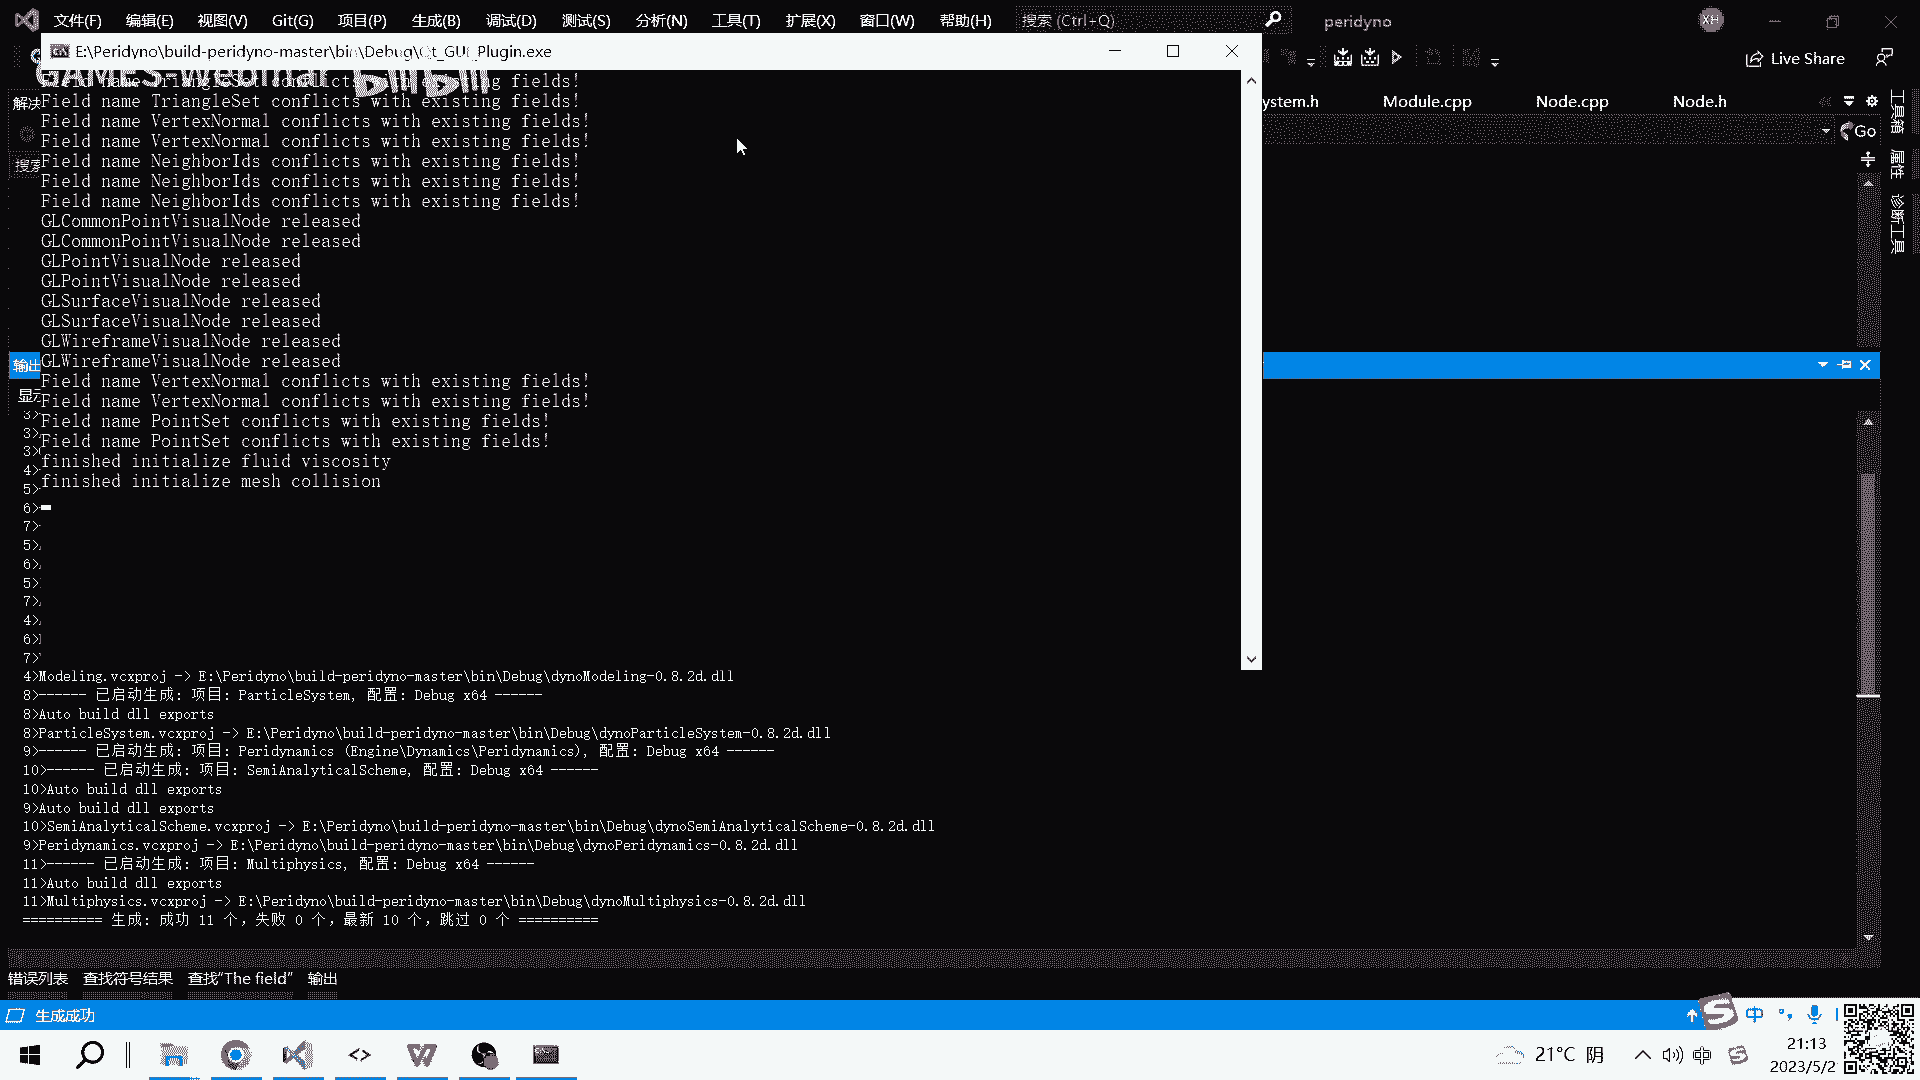 文件(F) 编辑(E) 视图(V) Git(G) 项目(P) 生成(B) 调试(D) 测试(S) 分析(N) 工具(T) 扩展(X) 窗口(W) 帮助(H) 搜索 (Ctrl+Q) peridyno XH
E:\Peridyno\build-peridyno-master\bin\Debug\Qt_GUI_Plugin.exe
Live Share
GAMES-Webinar bilibili
Field name TriangleSet conflicts with existing fields!
Field name TriangleSet conflicts with existing fields!
Field name VertexNormal conflicts with existing fields!
Field name VertexNormal conflicts with existing fields!
Field name NeighborIds conflicts with existing fields!
Field name NeighborIds conflicts with existing fields!
Field name NeighborIds conflicts with existing fields!
GLCommonPointVisualNode released
GLCommonPointVisualNode released
GLPointVisualNode released
GLPointVisualNode released
GLSurfaceVisualNode released
GLSurfaceVisualNode released
GLWireframeVisualNode released
GLWireframeVisualNode released
Field name VertexNormal conflicts with existing fields!
Field name VertexNormal conflicts with existing fields!
Field name PointSet conflicts with existing fields!
Field name PointSet conflicts with existing fields!
finished initialize fluid viscosity
finished initialize mesh collision
ystem.h Module.cpp Node.cpp Node.h
Go
工具箱
属性
诊断工具
解决
搜索
输出
显示
3>
3>
3>
4>
5>
6>
7>
5>
6>
5>
7>
4>
6>
7>
4>Modeling.vcxproj -> E:\Peridyno\build-peridyno-master\bin\Debug\dynoModeling-0.8.2d.dll
8>------ 已启动生成: 项目: ParticleSystem, 配置: Debug x64 ------
8>Auto build dll exports
8>ParticleSystem.vcxproj -> E:\Peridyno\build-peridyno-master\bin\Debug\dynoParticleSystem-0.8.2d.dll
9>------ 已启动生成: 项目: Peridynamics (Engine\Dynamics\Peridynamics), 配置: Debug x64 ------
10>------ 已启动生成: 项目: SemiAnalyticalScheme, 配置: Debug x64 ------
10>Auto build dll exports
9>Auto build dll exports
10>SemiAnalyticalScheme.vcxproj -> E:\Peridyno\build-peridyno-master\bin\Debug\dynoSemiAnalyticalScheme-0.8.2d.dll
9>Peridynamics.vcxproj -> E:\Peridyno\build-peridyno-master\bin\Debug\dynoPeridynamics-0.8.2d.dll
11>------ 已启动生成: 项目: Multiphysics, 配置: Debug x64 ------
11>Auto build dll exports
11>Multiphysics.vcxproj -> E:\Peridyno\build-peridyno-master\bin\Debug\dynoMultiphysics-0.8.2d.dll
========== 生成: 成功 11 个，失败 0 个，最新 10 个，跳过 0 个 ==========
错误列表 查找符号结果 查找"The field" 输出
生成成功
中
21°C 阴
中
21:13
2023/5/2